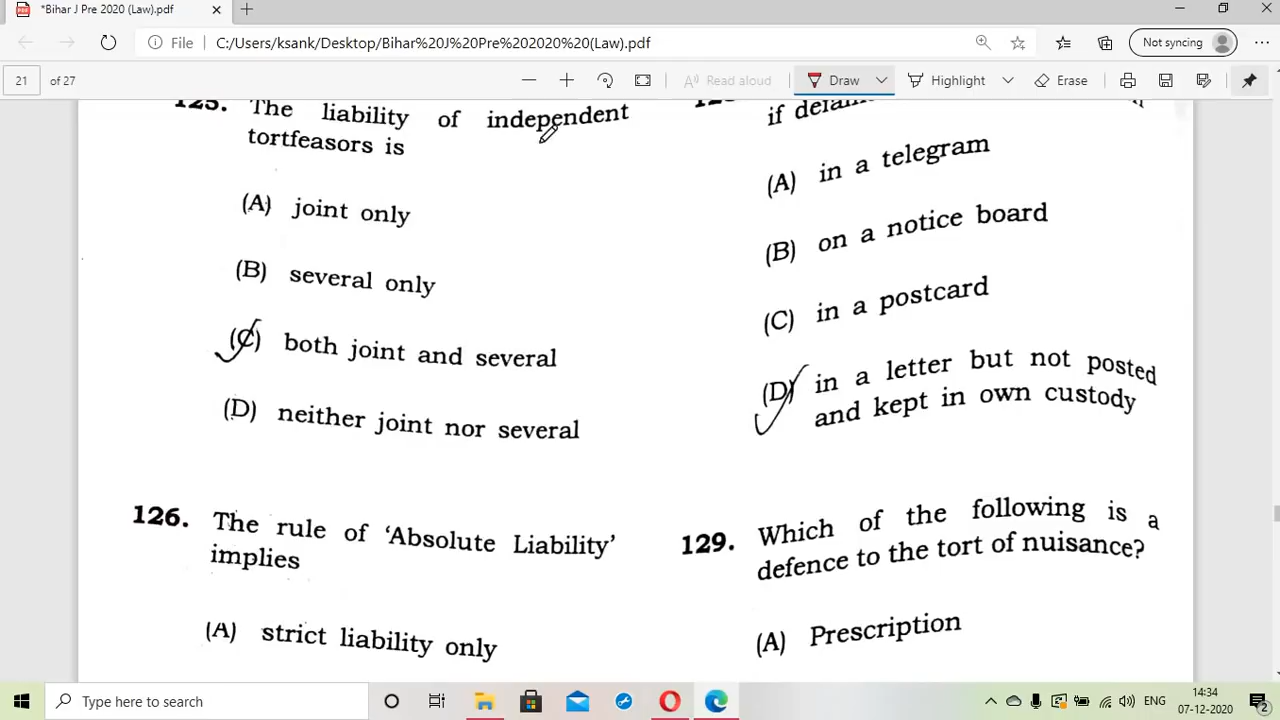 *Bihar J Pre 2020 (Law).pdf
File C:/Users/ksank/Desktop/Bihar%20J%20Pre%202020%20(Law).pdf
Not syncing
21 of 27
Read aloud
Draw
Highlight
Erase
125. The liability of independent
tortfeasors is
(A) joint only
(B) several only
(C) both joint and several
(D) neither joint nor several
126. The rule of ‘Absolute Liability’
implies
(A) strict liability only
if
(A) in a telegram
(B) on a notice board
(C) in a postcard
(D) in a letter but not posted
and kept in own custody
129. Which of the following is a
defence to the tort of nuisance?
(A) Prescription
Type here to search
ENG
14:34
07-12-2020
2